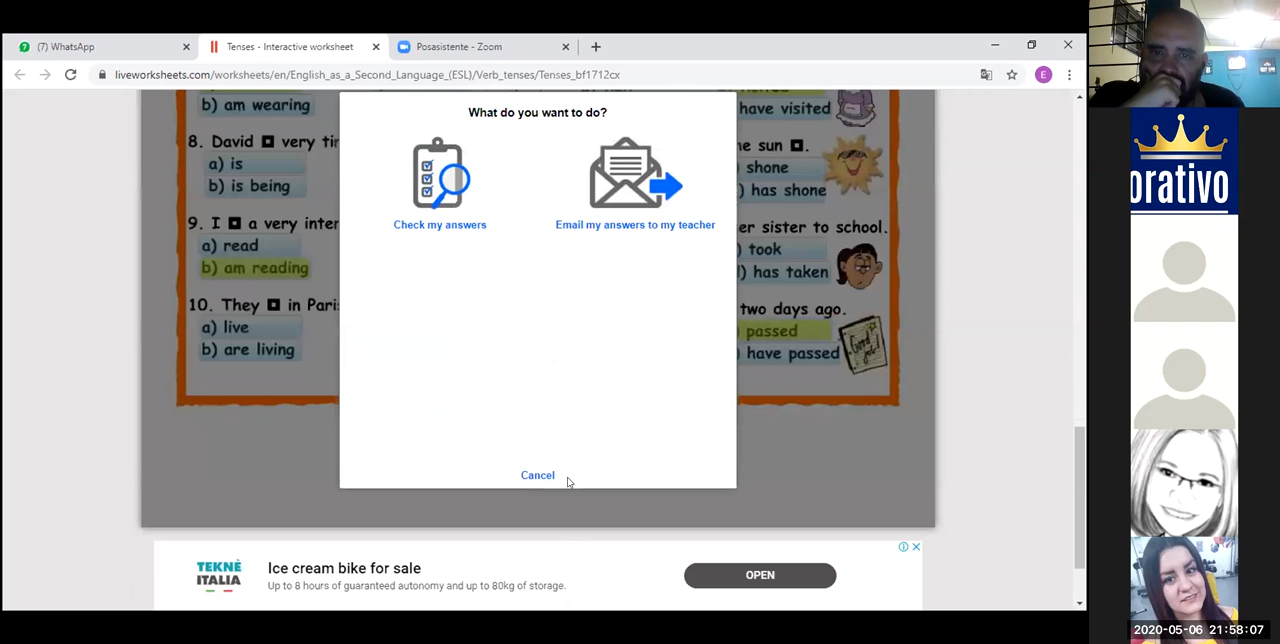 (7) WhatsApp
Tenses - Interactive worksheet
Posasistente - Zoom
liveworksheets.com/worksheets/en/English_as_a_Second_Language_(ESL)/Verb_tenses/Tenses_bf1712cx
E
b) am wearing
8. David very tir
a) is
b) is being
9. I a very inter
a) read
b) am reading
10. They in Pari
a) live
b) are living
What do you want to do?
Check my answers
Email my answers to my teacher
Cancel
have visited
e sun
shone
has shone
er sister to school.
took
) has taken
two days ago.
passed
have passed
Good job!
TEKNÈ
ITALIA
Ice cream bike for sale
Up to 8 hours of guaranteed autonomy and up to 80kg of storage.
OPEN
orativo
2020-05-06 21:58:07